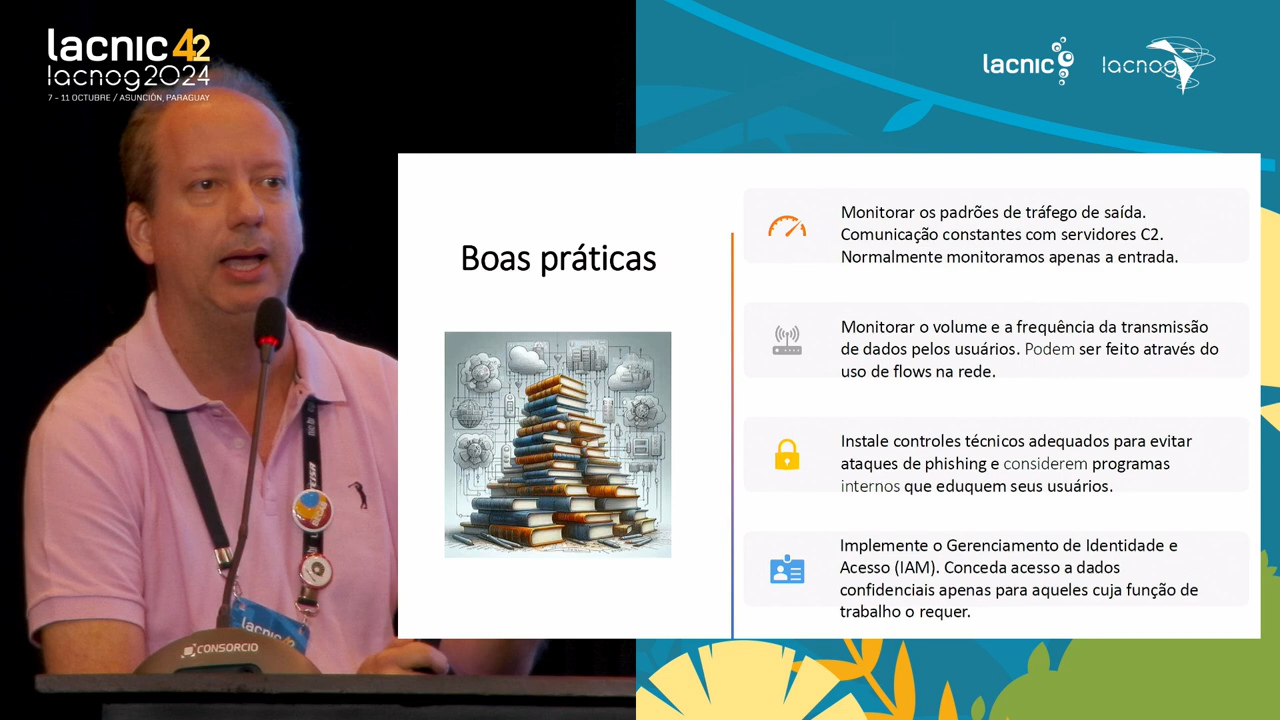 lacnic 42
lacnog2024
7 - 11 OCTUBRE / ASUNCIÓN, PARAGUAY
lacnic
lacnog
Boas práticas
Monitorar os padrões de tráfego de saída.
Comunicação constantes com servidores C2.
Normalmente monitoramos apenas a entrada.
Monitorar o volume e a frequência da transmissão
de dados pelos usuários. Podem ser feito através do
uso de flows na rede.
Instale controles técnicos adequados para evitar
ataques de phishing e considerem programas
internos que eduquem seus usuários.
Implemente o Gerenciamento de Identidade e
Acesso (IAM). Conceda acesso a dados
confidenciais apenas para aqueles cuja função de
trabalho o requer.
lacnic42
CONSORCIO